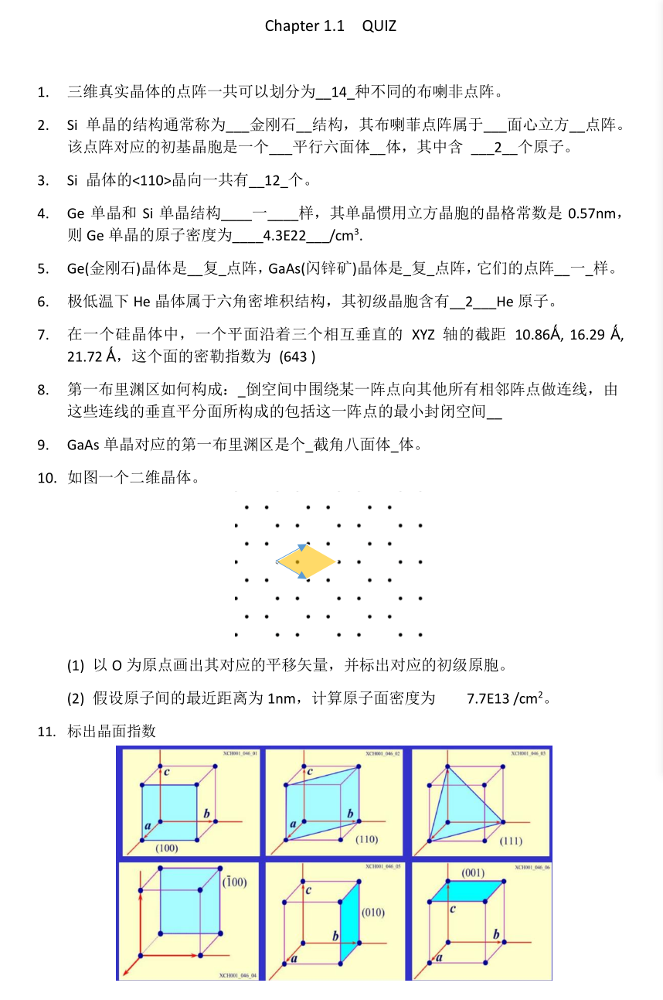 Chapter 1.1 QUIZ
1. 三维真实晶体的点阵一共可以划分为__14_种不同的布喇非点阵。
2. Si 单晶的结构通常称为___金刚石__结构，其布喇菲点阵属于___面心立方__点阵。
该点阵对应的初基晶胞是一个___平行六面体__体，其中含 ___2__个原子。
3. Si 晶体的<110>晶向一共有__12_个。
4. Ge 单晶和 Si 单晶结构____一____样，其单晶惯用立方晶胞的晶格常数是 0.57nm，
则 Ge 单晶的原子密度为____4.3E22___/cm³.
5. Ge(金刚石)晶体是__复_点阵，GaAs(闪锌矿)晶体是_复_点阵，它们的点阵__一_样。
6. 极低温下 He 晶体属于六角密堆积结构，其初级晶胞含有__2___He 原子。
7. 在一个硅晶体中，一个平面沿着三个相互垂直的 XYZ 轴的截距 10.86Ǻ, 16.29 Ǻ,
21.72 Ǻ，这个面的密勒指数为 (643 )
8. 第一布里渊区如何构成：_倒空间中围绕某一阵点向其他所有相邻阵点做连线，由
这些连线的垂直平分面所构成的包括这一阵点的最小封闭空间__
9. GaAs 单晶对应的第一布里渊区是个_截角八面体_体。
10. 如图一个二维晶体。
(1) 以 O 为原点画出其对应的平移矢量，并标出对应的初级原胞。
(2) 假设原子间的最近距离为 1nm，计算原子面密度为 7.7E13 /cm²。
11. 标出晶面指数
XCH001_046_01
c
b
a
(100)
XCH001_046_02
c
b
a
(110)
XCH001_046_03
(111)
(1̄00)
XCH001_046_04
XCH001_046_05
c
(010)
b
a
XCH001_046_06
(001)
c
b
a